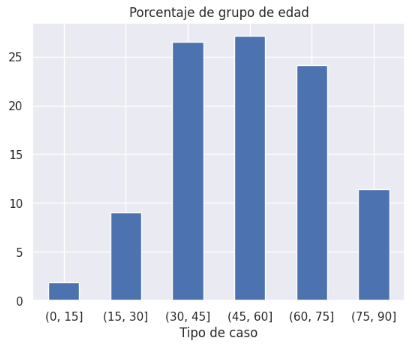 Porcentaje de grupo de edad
25
20
15
10
5
0
(0, 15] (15, 30] (30, 45] (45, 60] (60, 75] (75, 90]
Tipo de caso